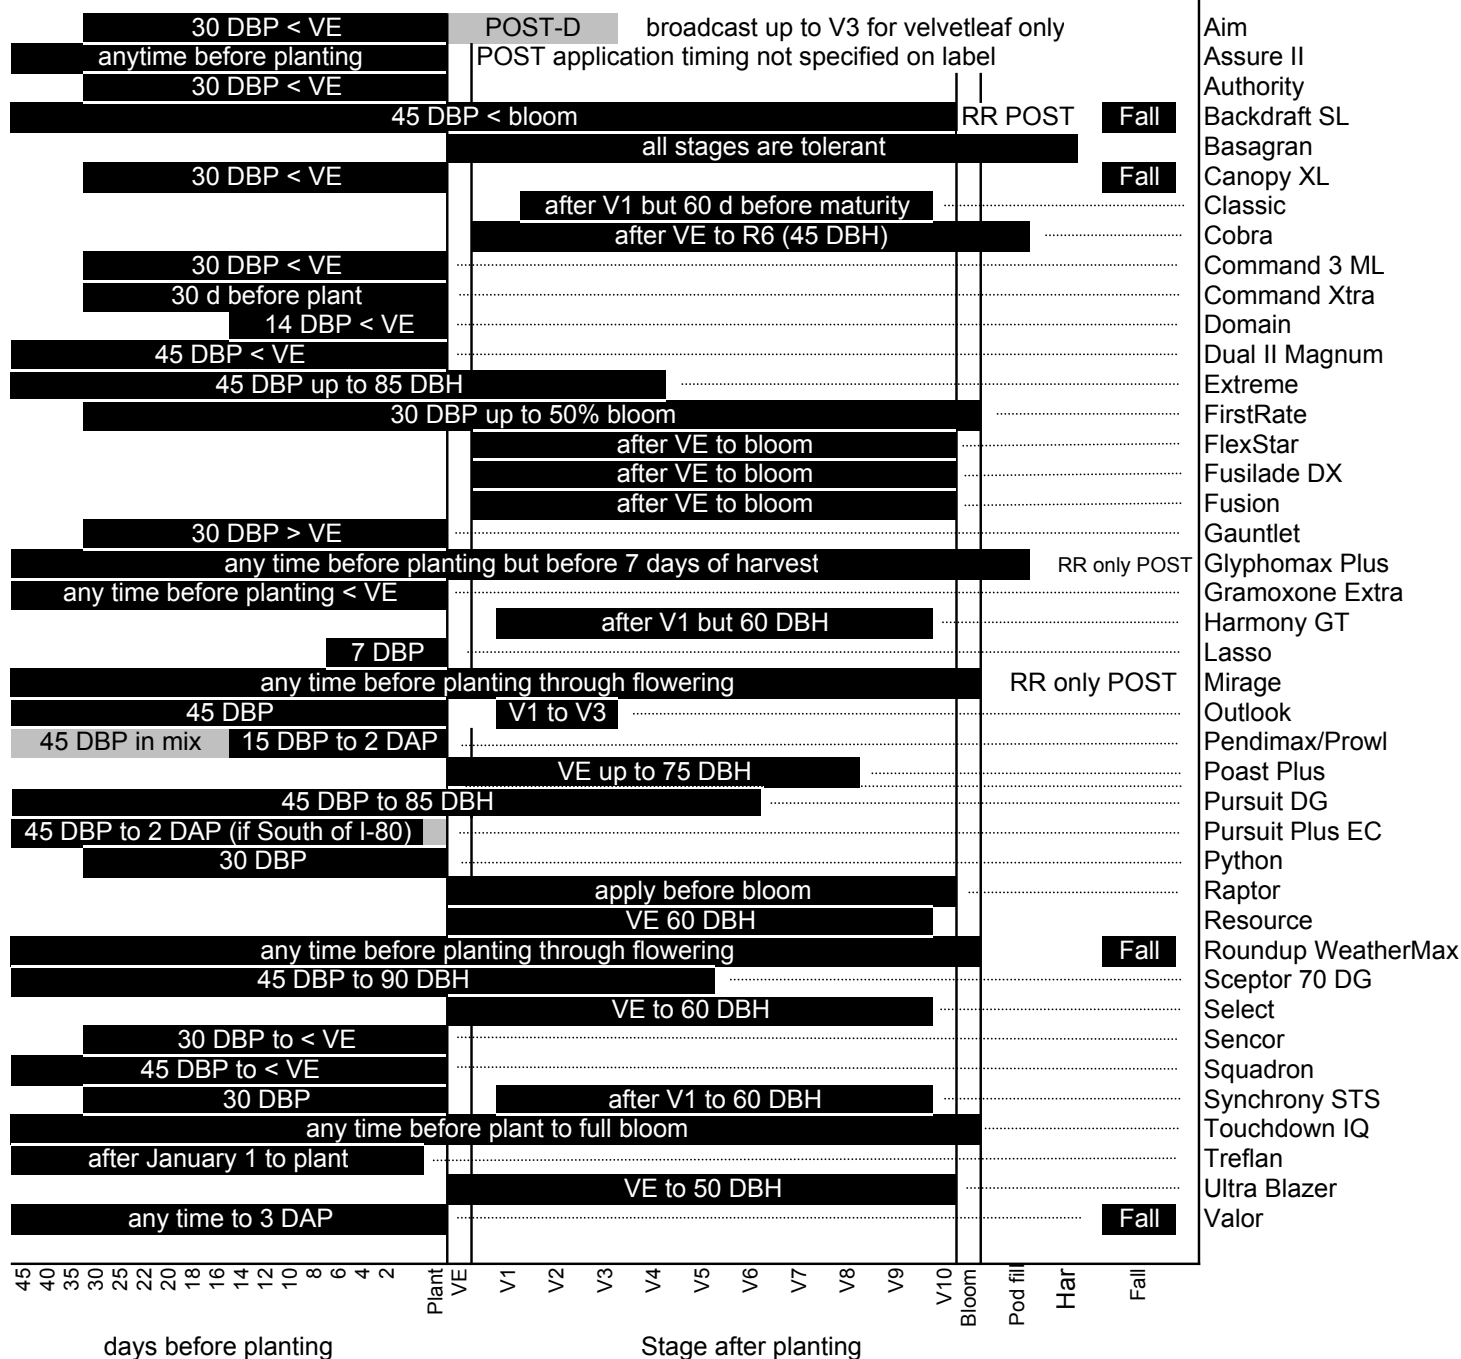 30 DBP < VE POST-D broadcast up to V3 for velvetleaf only Aim
anytime before planting POST application timing not specified on label Assure II
30 DBP < VE Authority
45 DBP < bloom RR POST Fall Backdraft SL
all stages are tolerant Basagran
30 DBP < VE Fall Canopy XL
after V1 but 60 d before maturity Classic
after VE to R6 (45 DBH) Cobra
30 DBP < VE Command 3 ML
30 d before plant Command Xtra
14 DBP < VE Domain
45 DBP < VE Dual II Magnum
45 DBP up to 85 DBH Extreme
30 DBP up to 50% bloom FirstRate
after VE to bloom FlexStar
after VE to bloom Fusilade DX
after VE to bloom Fusion
30 DBP > VE Gauntlet
any time before planting but before 7 days of harvest RR only POST Glyphomax Plus
any time before planting < VE Gramoxone Extra
after V1 but 60 DBH Harmony GT
7 DBP Lasso
any time before planting through flowering RR only POST Mirage
45 DBP V1 to V3 Outlook
45 DBP in mix 15 DBP to 2 DAP Pendimax/Prowl
VE up to 75 DBH Poast Plus
45 DBP to 85 DBH Pursuit DG
45 DBP to 2 DAP (if South of I-80) Pursuit Plus EC
30 DBP Python
apply before bloom Raptor
VE 60 DBH Resource
any time before planting through flowering Fall Roundup WeatherMax
45 DBP to 90 DBH Sceptor 70 DG
VE to 60 DBH Select
30 DBP to < VE Sencor
45 DBP to < VE Squadron
30 DBP after V1 to 60 DBH Synchrony STS
any time before plant to full bloom Touchdown IQ
after January 1 to plant Treflan
VE to 50 DBH Ultra Blazer
any time to 3 DAP Fall Valor
45 40 35 30 25 22 20 18 16 14 12 10 8 6 4 2 Plant VE V1 V2 V3 V4 V5 V6 V7 V8 V9 V10 Bloom Pod fill Har Fall
days before planting Stage after planting